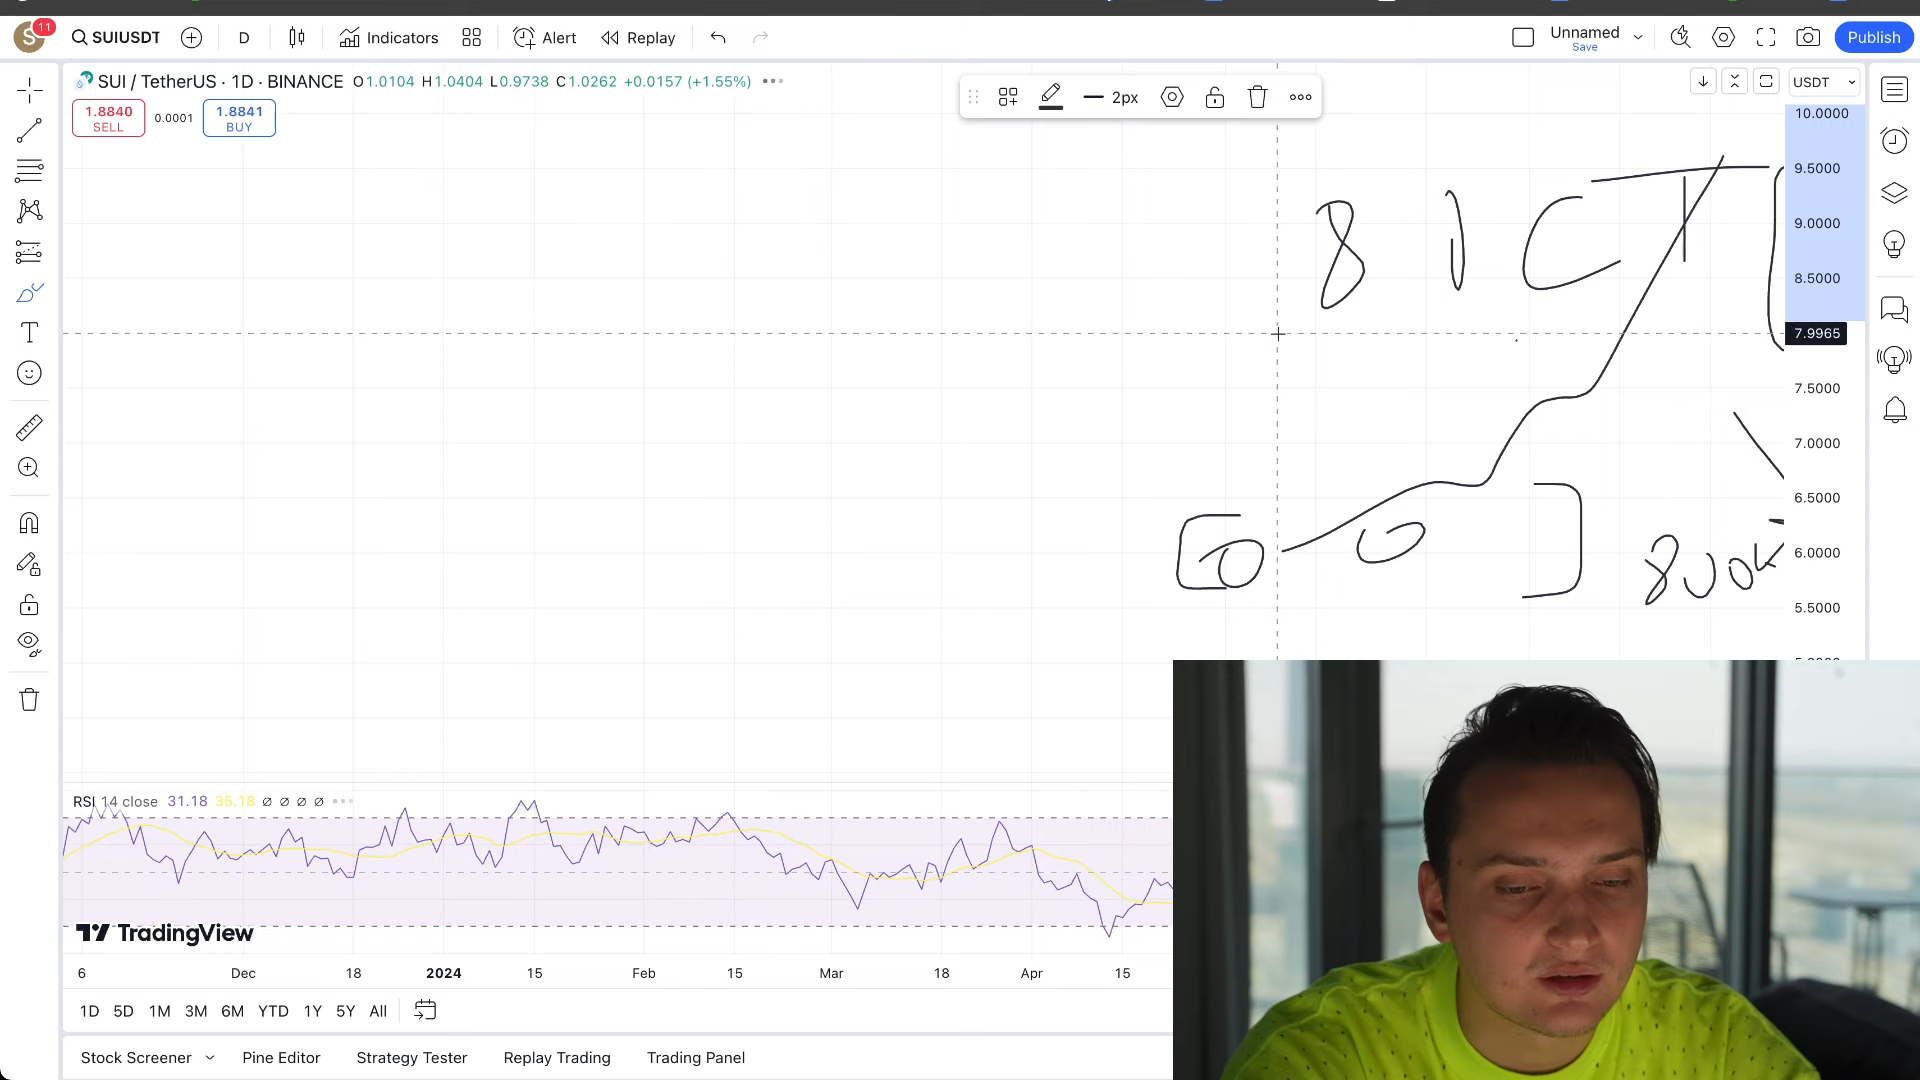 S 11 SUIUSDT D Indicators Alert Replay Unnamed Publish
Save
SUI / TetherUS · 1D · BINANCE O1.0104 H1.0404 L0.9738 C1.0262 +0.0157 (+1.55%)
2px
USDT
1.8840 0.0001 1.8841
SELL BUY
10.0000
9.5000
9.0000
8.5000
7.9965
7.5000
7.0000
6.5000
6.0000
5.5000
800k
RSI 14 close 31.18 35.18 ∅ ∅ ∅ ∅
TradingView
6 Dec 18 2024 15 Feb 15 Mar 18 Apr 15
1D 5D 1M 3M 6M YTD 1Y 5Y All
Stock Screener Pine Editor Strategy Tester Replay Trading Trading Panel